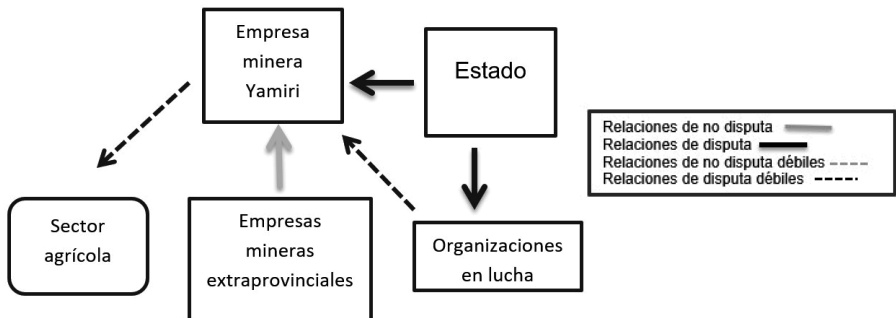 Empresa
minera
Yamiri
Estado
Relaciones de no disputa
Relaciones de disputa
Relaciones de no disputa débiles
Relaciones de disputa débiles
Sector
agrícola
Empresas
mineras
extraprovinciales
Organizaciones
en lucha